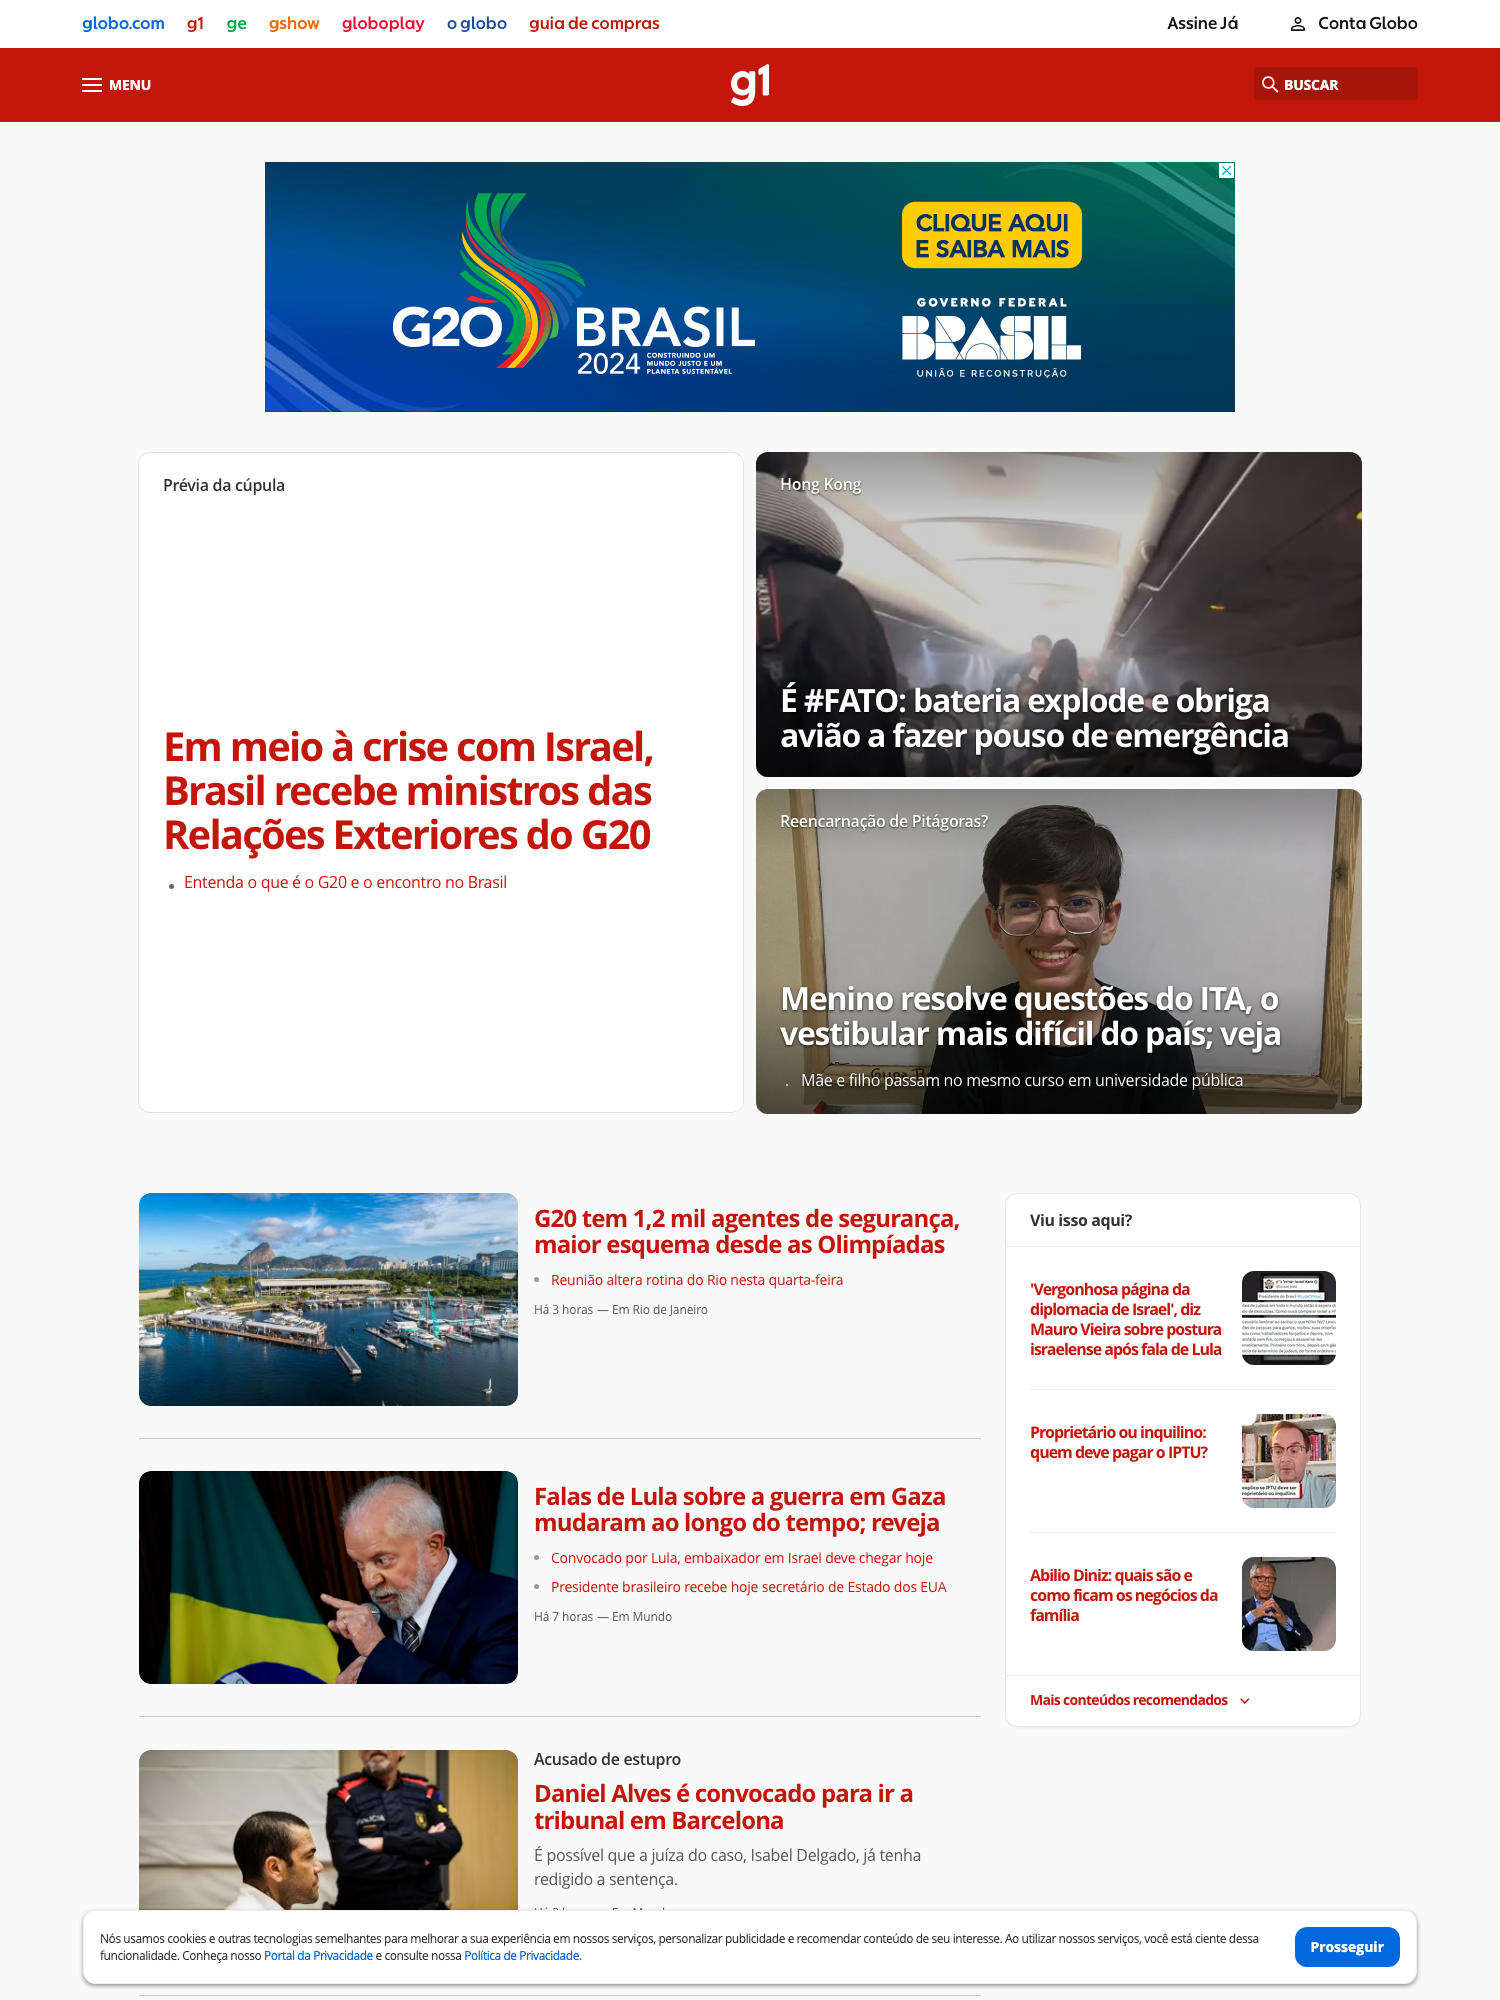 globo.com g1 ge gshow globoplay o globo guia de compras Assine Já Conta Globo
MENU g1 BUSCAR
G20 BRASIL
2024 CONSTRUINDO UM
MUNDO JUSTO E UM
PLANETA SUSTENTÁVEL
CLIQUE AQUI
E SAIBA MAIS
GOVERNO FEDERAL
BRASIL
UNIÃO E RECONSTRUÇÃO
Prévia da cúpula
Em meio à crise com Israel,
Brasil recebe ministros das
Relações Exteriores do G20
Entenda o que é o G20 e o encontro no Brasil
Hong Kong
É #FATO: bateria explode e obriga
avião a fazer pouso de emergência
Reencarnação de Pitágoras?
Menino resolve questões do ITA, o
vestibular mais difícil do país; veja
Mãe e filho passam no mesmo curso em universidade pública
G20 tem 1,2 mil agentes de segurança,
maior esquema desde as Olimpíadas
Reunião altera rotina do Rio nesta quarta-feira
Há 3 horas — Em Rio de Janeiro
Falas de Lula sobre a guerra em Gaza
mudaram ao longo do tempo; reveja
Convocado por Lula, embaixador em Israel deve chegar hoje
Presidente brasileiro recebe hoje secretário de Estado dos EUA
Há 7 horas — Em Mundo
Acusado de estupro
Daniel Alves é convocado para ir a
tribunal em Barcelona
É possível que a juíza do caso, Isabel Delgado, já tenha
redigido a sentença.
Viu isso aqui?
'Vergonhosa página da
diplomacia de Israel', diz
Mauro Vieira sobre postura
israelense após fala de Lula
Proprietário ou inquilino:
quem deve pagar o IPTU?
Abilio Diniz: quais são e
como ficam os negócios da
família
Mais conteúdos recomendados
Nós usamos cookies e outras tecnologias semelhantes para melhorar a sua experiência em nossos serviços, personalizar publicidade e recomendar conteúdo de seu interesse. Ao utilizar nossos serviços, você está ciente dessa
funcionalidade. Conheça nosso Portal da Privacidade e consulte nossa Política de Privacidade.
Prosseguir